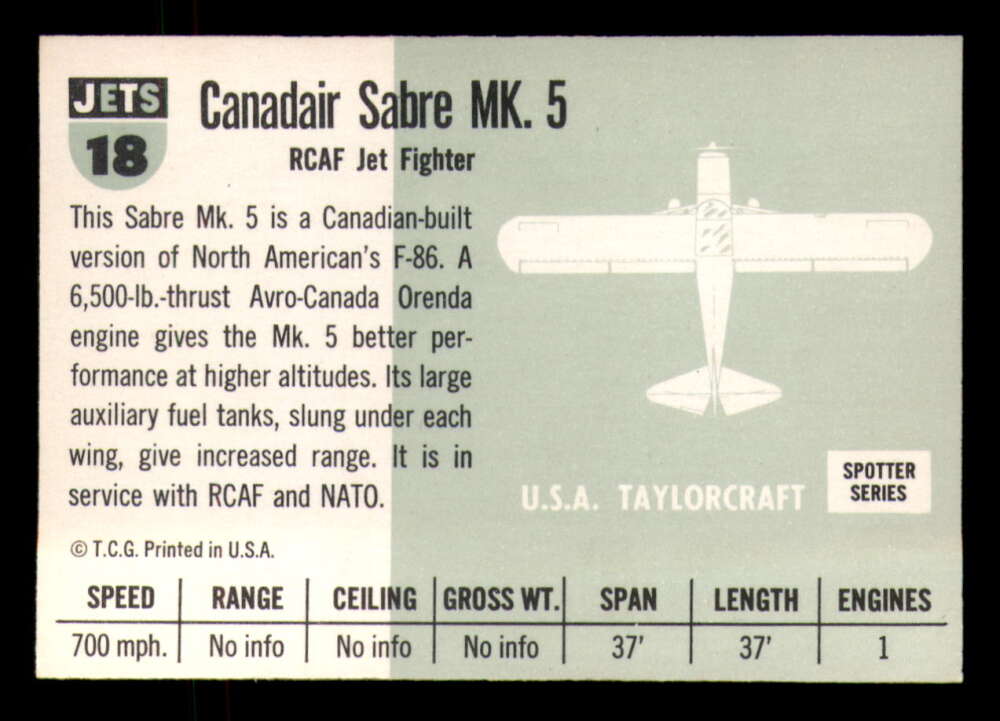 JETS
18
Canadair Sabre MK. 5
RCAF Jet Fighter
This Sabre Mk. 5 is a Canadian-built
version of North American's F-86. A
6,500-lb.-thrust Avro-Canada Orenda
engine gives the Mk. 5 better per-
formance at higher altitudes. Its large
auxiliary fuel tanks, slung under each
wing, give increased range. It is in
service with RCAF and NATO.
© T.C.G. Printed in U.S.A.
U.S.A. TAYLORCRAFT
SPOTTER
SERIES
SPEED RANGE CEILING GROSS WT. SPAN LENGTH ENGINES
700 mph. No info No info No info 37' 37' 1